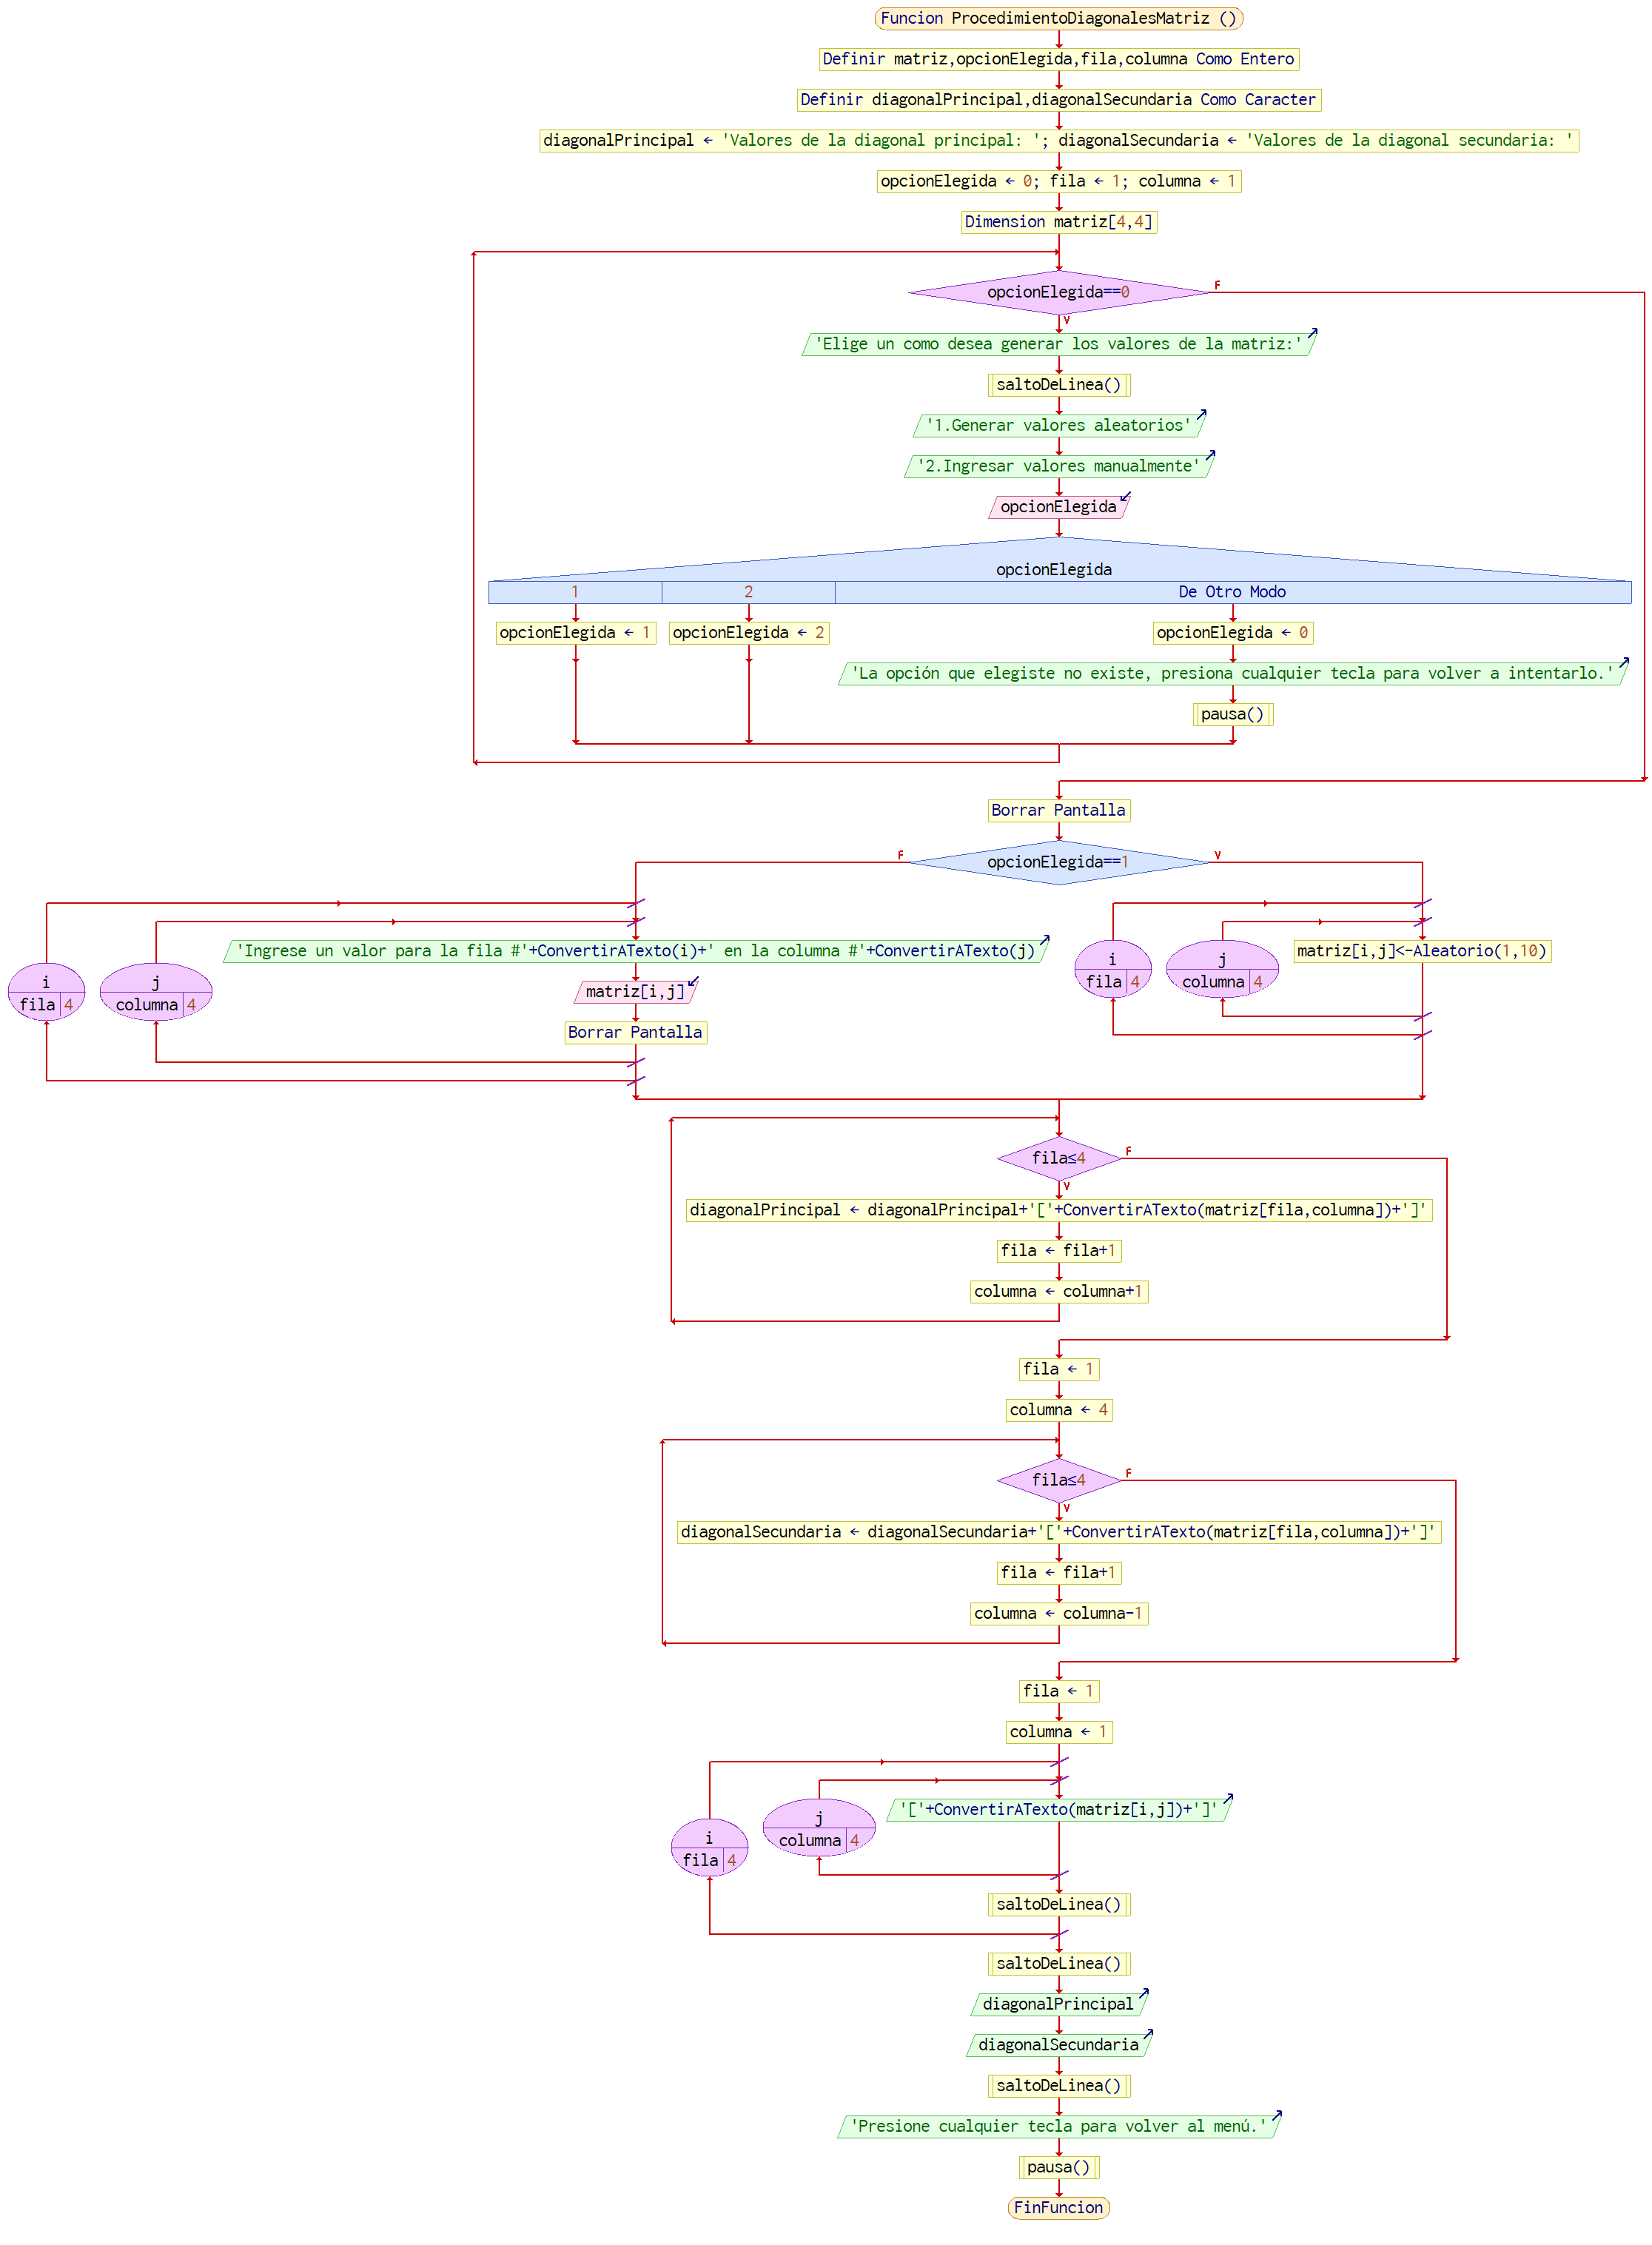 Funcion ProcedimientoDiagonalesMatriz ()
Definir matriz,opcionElegida,fila,columna Como Entero
Definir diagonalPrincipal,diagonalSecundaria Como Caracter
diagonalPrincipal ← 'Valores de la diagonal principal: '; diagonalSecundaria ← 'Valores de la diagonal secundaria: '
opcionElegida ← 0; fila ← 1; columna ← 1
Dimension matriz[4,4]
opcionElegida==0
F
V
'Elige un como desea generar los valores de la matriz:'
saltoDeLinea()
'1.Generar valores aleatorios'
'2.Ingresar valores manualmente'
opcionElegida
opcionElegida
1 2 De Otro Modo
opcionElegida ← 1 opcionElegida ← 2 opcionElegida ← 0
'La opción que elegiste no existe, presiona cualquier tecla para volver a intentarlo.'
pausa()
Borrar Pantalla
F opcionElegida==1 V
'Ingrese un valor para la fila #'+ConvertirATexto(i)+' en la columna #'+ConvertirATexto(j)
i
fila 4
j
columna 4
matriz[i,j]
Borrar Pantalla
i
fila 4
j
columna 4
matriz[i,j]<-Aleatorio(1,10)
fila≤4
F
V
diagonalPrincipal ← diagonalPrincipal+'['+ConvertirATexto(matriz[fila,columna])+']'
fila ← fila+1
columna ← columna+1
fila ← 1
columna ← 4
fila≤4
F
V
diagonalSecundaria ← diagonalSecundaria+'['+ConvertirATexto(matriz[fila,columna])+']'
fila ← fila+1
columna ← columna-1
fila ← 1
columna ← 1
i
fila 4
j
columna 4
'['+ConvertirATexto(matriz[i,j])+']'
saltoDeLinea()
saltoDeLinea()
diagonalPrincipal
diagonalSecundaria
saltoDeLinea()
'Presione cualquier tecla para volver al menú.'
pausa()
FinFuncion